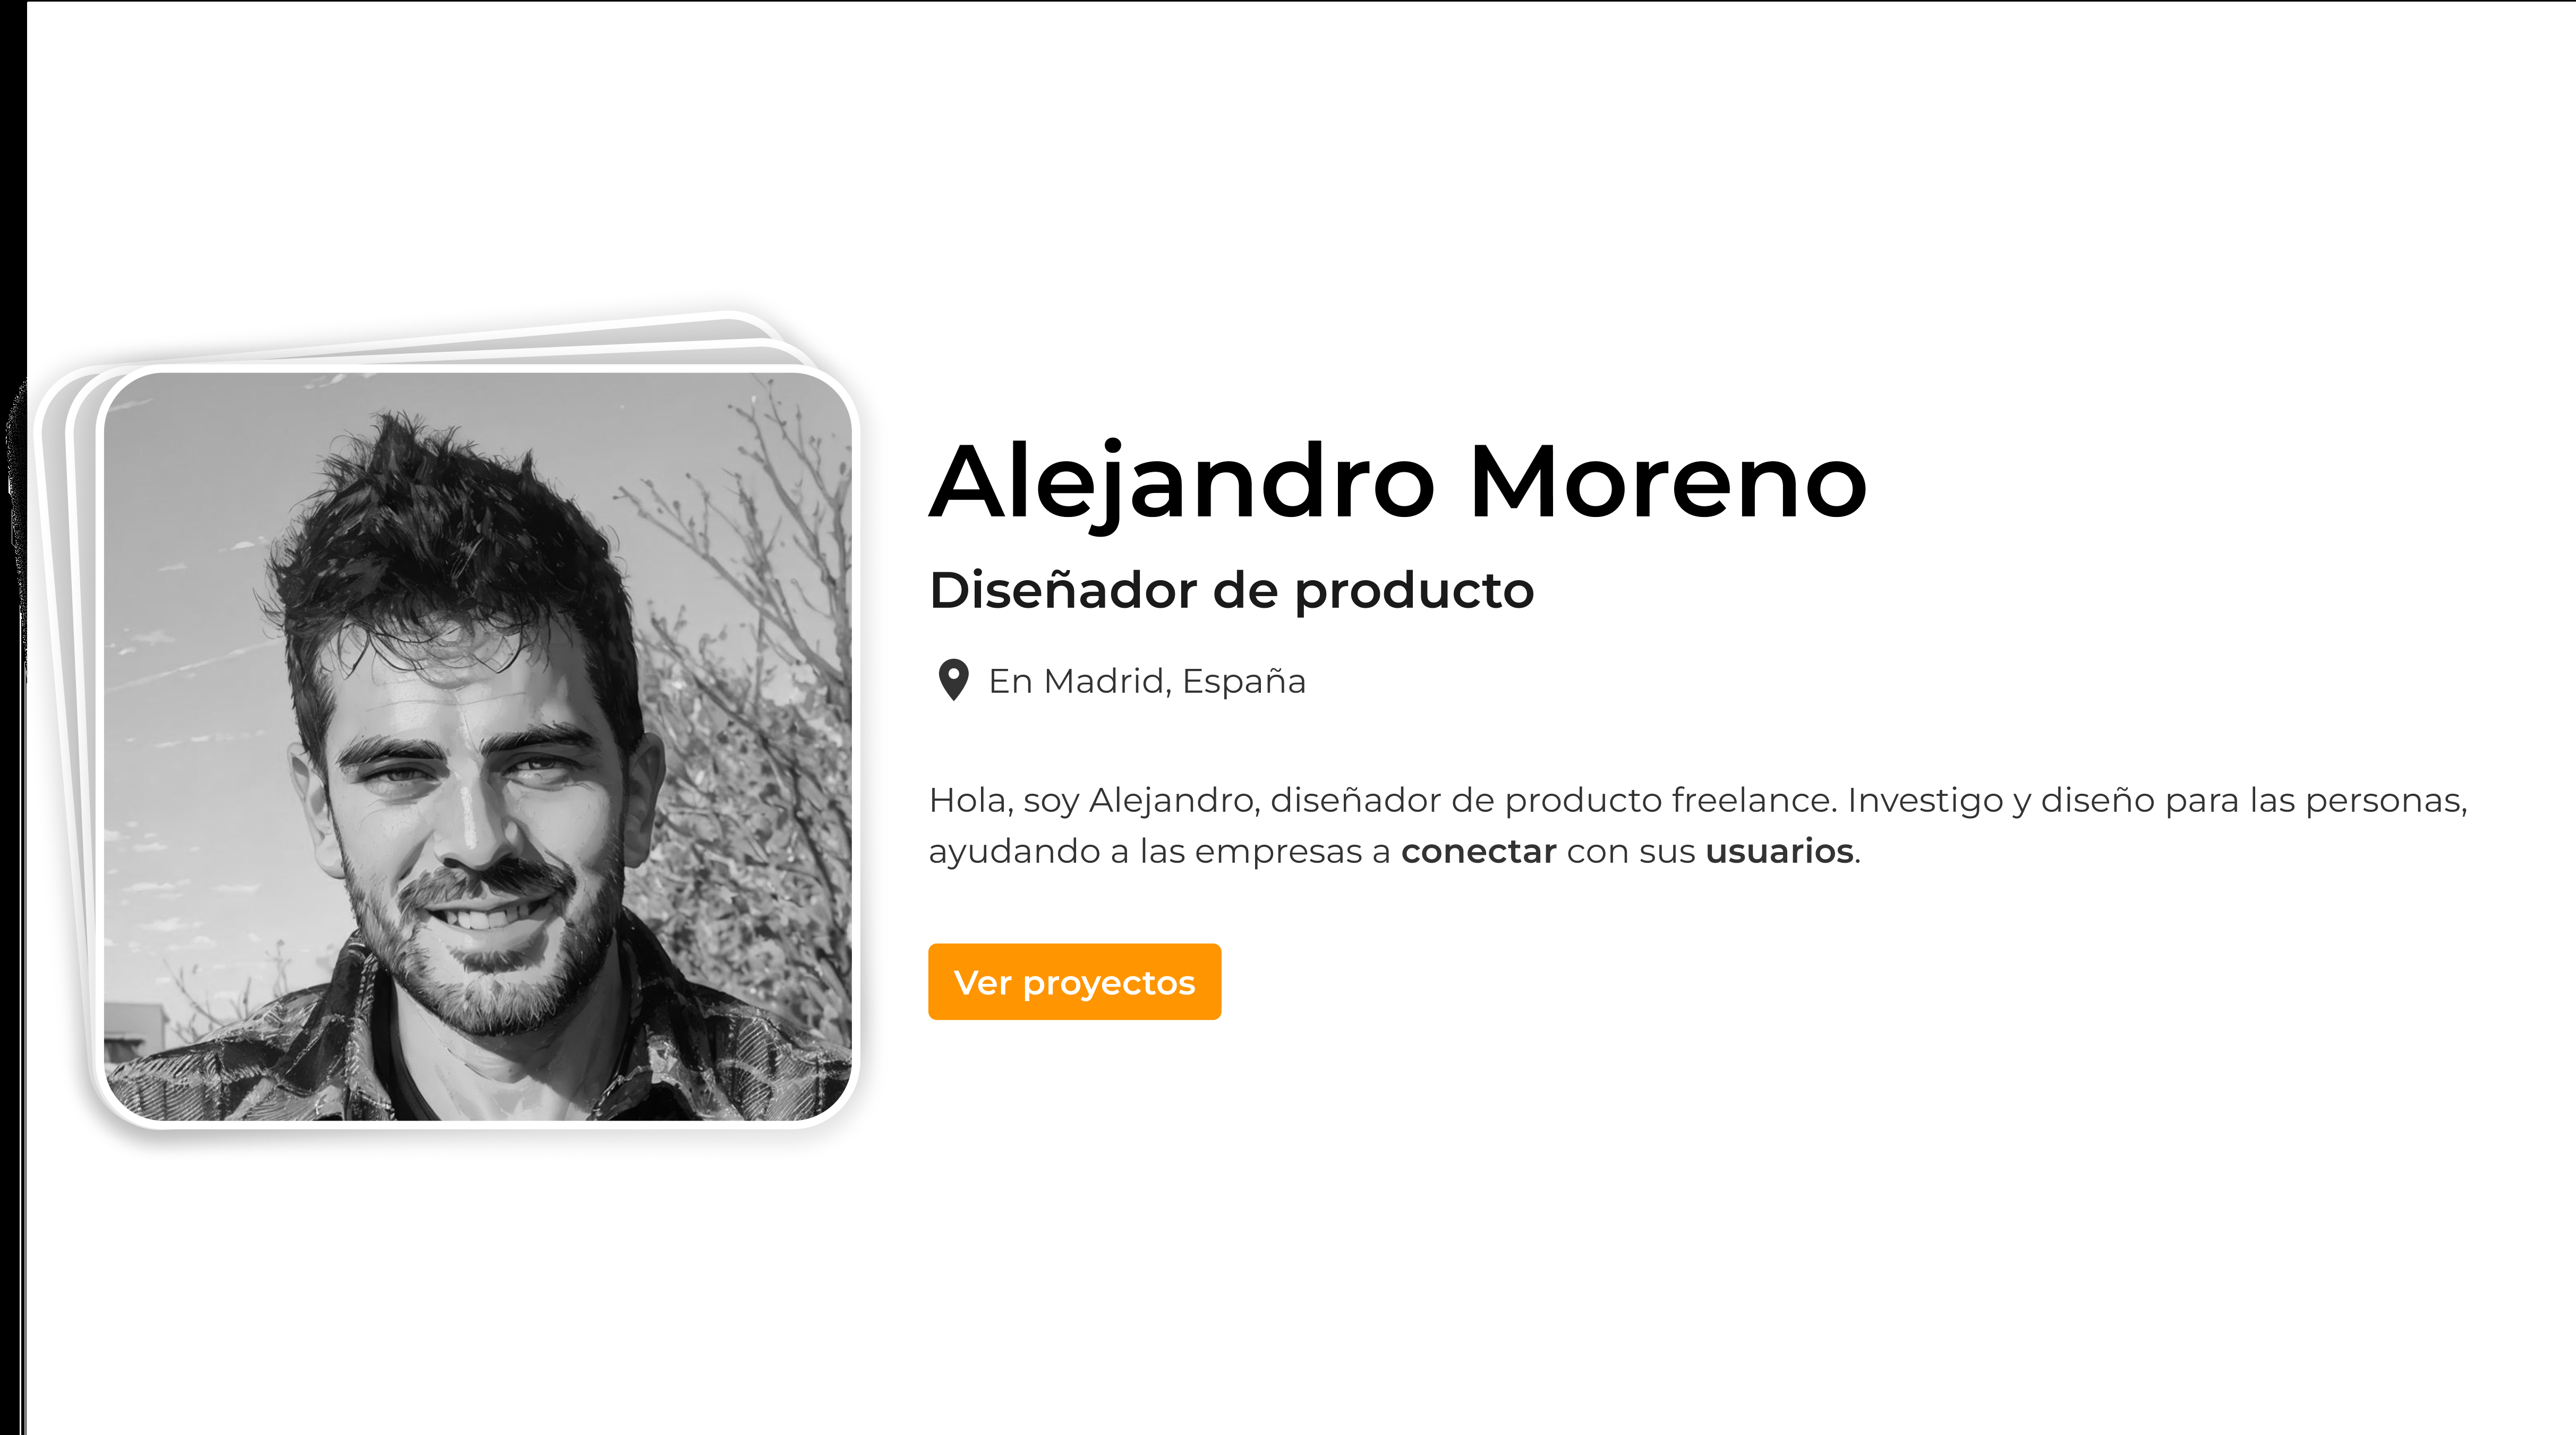 Alejandro Moreno
Diseñador de producto
En Madrid, España
Hola, soy Alejandro, diseñador de producto freelance. Investigo y diseño para las personas,
ayudando a las empresas a conectar con sus usuarios.
Ver proyectos